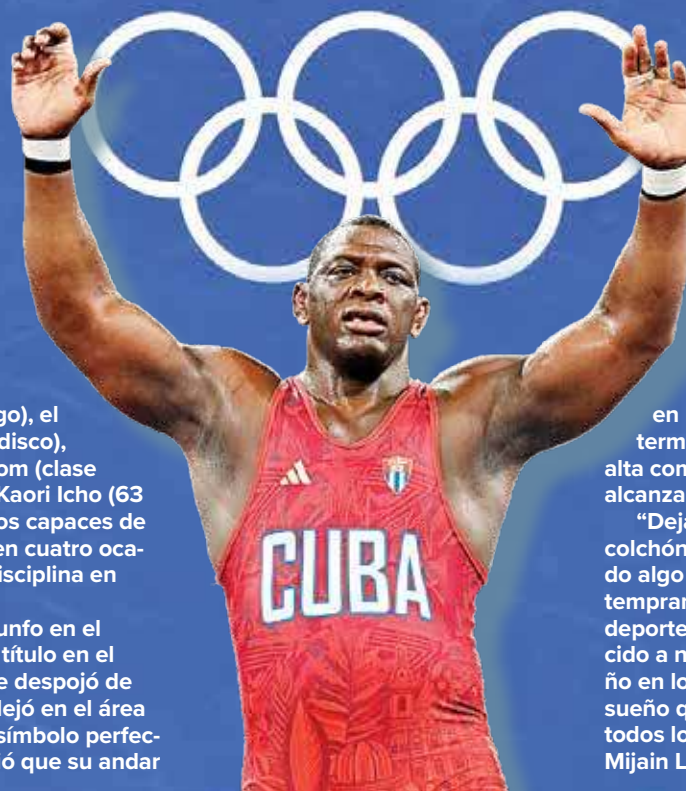 CUBA
go), el
disco),
om (clase
Kaori Icho (63
os capaces de
en cuatro oca-
isciplina en
unfo en el
título en el
e despojó de
lejó en el área
símbolo perfec-
ió que su andar
en
term
alta com
alcanza
“Deja
colchón
do algo
tempran
deporte
cido a n
ño en lo
sueño q
todos lo
Mijain L